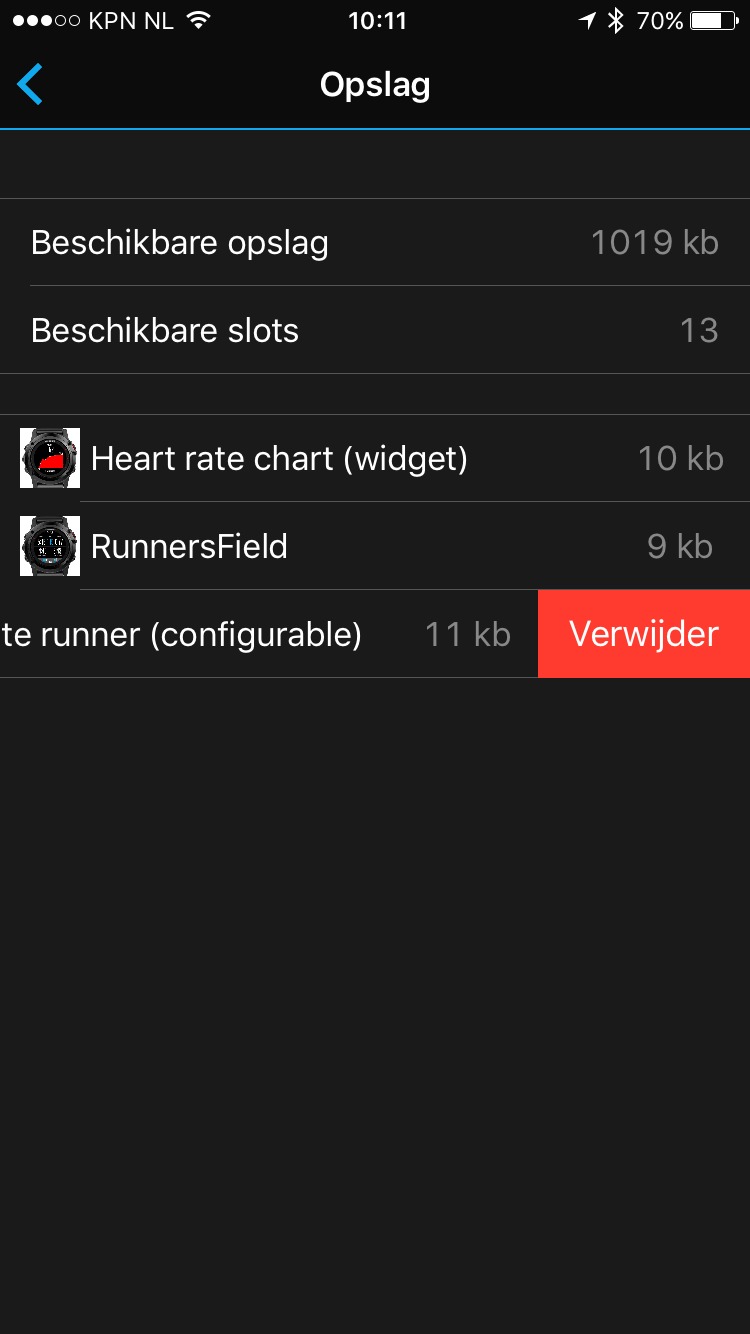 KPN NL 10:11 70%
Opslag
Beschikbare opslag 1019 kb
Beschikbare slots 13
Heart rate chart (widget) 10 kb
RunnersField 9 kb
te runner (configurable) 11 kb Verwijder